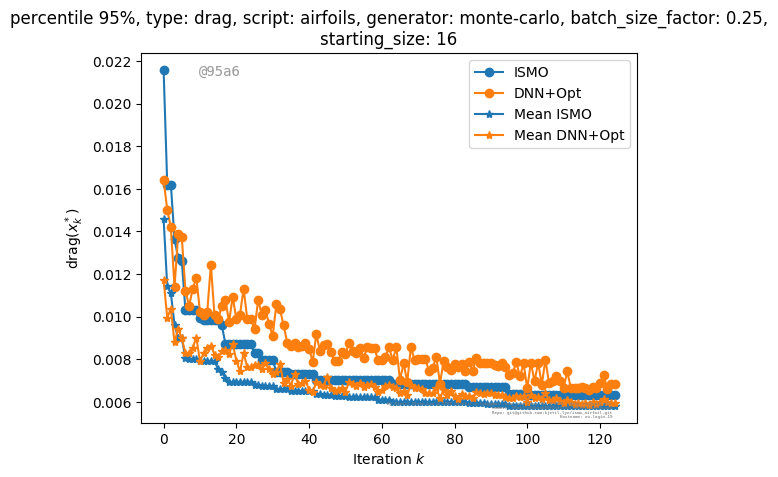 percentile 95%, type: drag, script: airfoils, generator: monte-carlo, batch_size_factor: 0.25,
starting_size: 16
@95a6
ISMO
DNN+Opt
Mean ISMO
Mean DNN+Opt
0.022
0.020
0.018
0.016
0.014
0.012
0.010
0.008
0.006
drag(x_k^*)
0 20 40 60 80 100 120
Iteration k